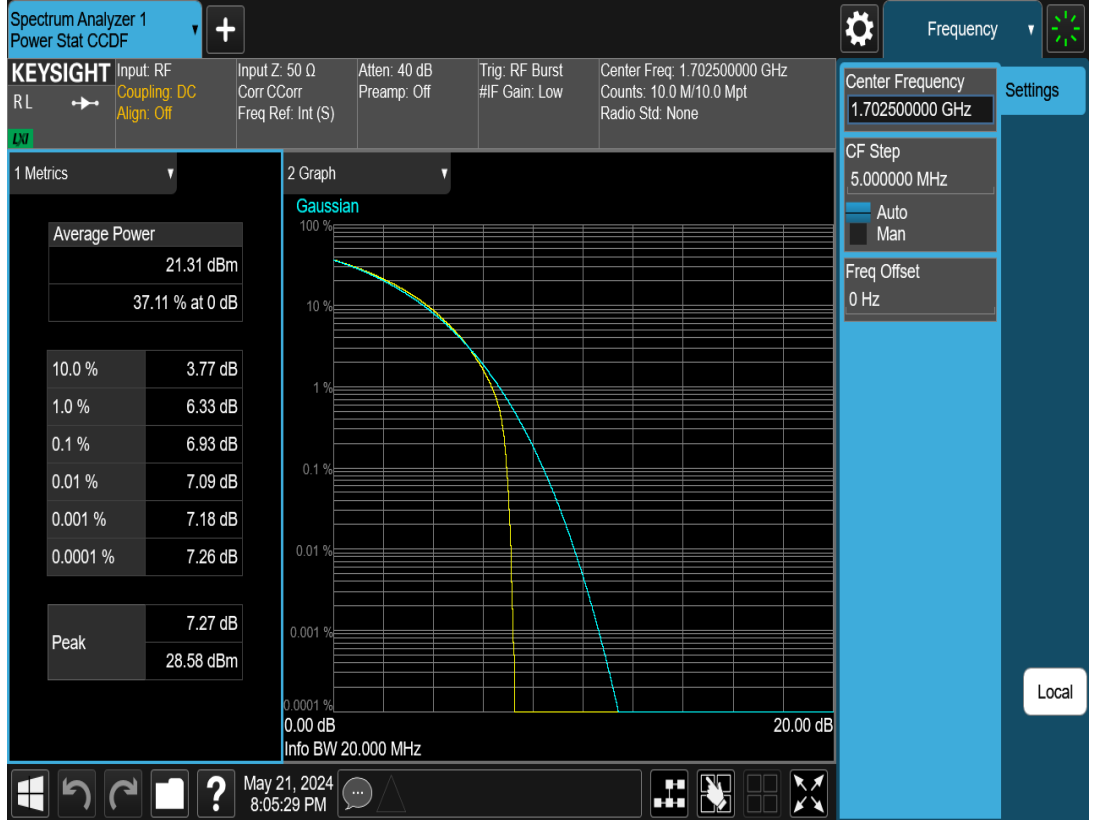 Spectrum Analyzer 1
Power Stat CCDF
+
Frequency
KEYSIGHT
RL
LXI
Input: RF
Coupling: DC
Align: Off
Input Z: 50 Ω
Corr CCorr
Freq Ref: Int (S)
Atten: 40 dB
Preamp: Off
Trig: RF Burst
#IF Gain: Low
Center Freq: 1.702500000 GHz
Counts: 10.0 M/10.0 Mpt
Radio Std: None
1 Metrics
Average Power
21.31 dBm
37.11 % at 0 dB
10.0 % 3.77 dB
1.0 % 6.33 dB
0.1 % 6.93 dB
0.01 % 7.09 dB
0.001 % 7.18 dB
0.0001 % 7.26 dB
Peak
7.27 dB
28.58 dBm
2 Graph
Gaussian
100 %
10 %
1 %
0.1 %
0.01 %
0.001 %
0.0001 %
0.00 dB 20.00 dB
Info BW 20.000 MHz
Center Frequency
1.702500000 GHz
CF Step
5.000000 MHz
Auto
Man
Freq Offset
0 Hz
Settings
Local
?
May 21, 2024
8:05:29 PM